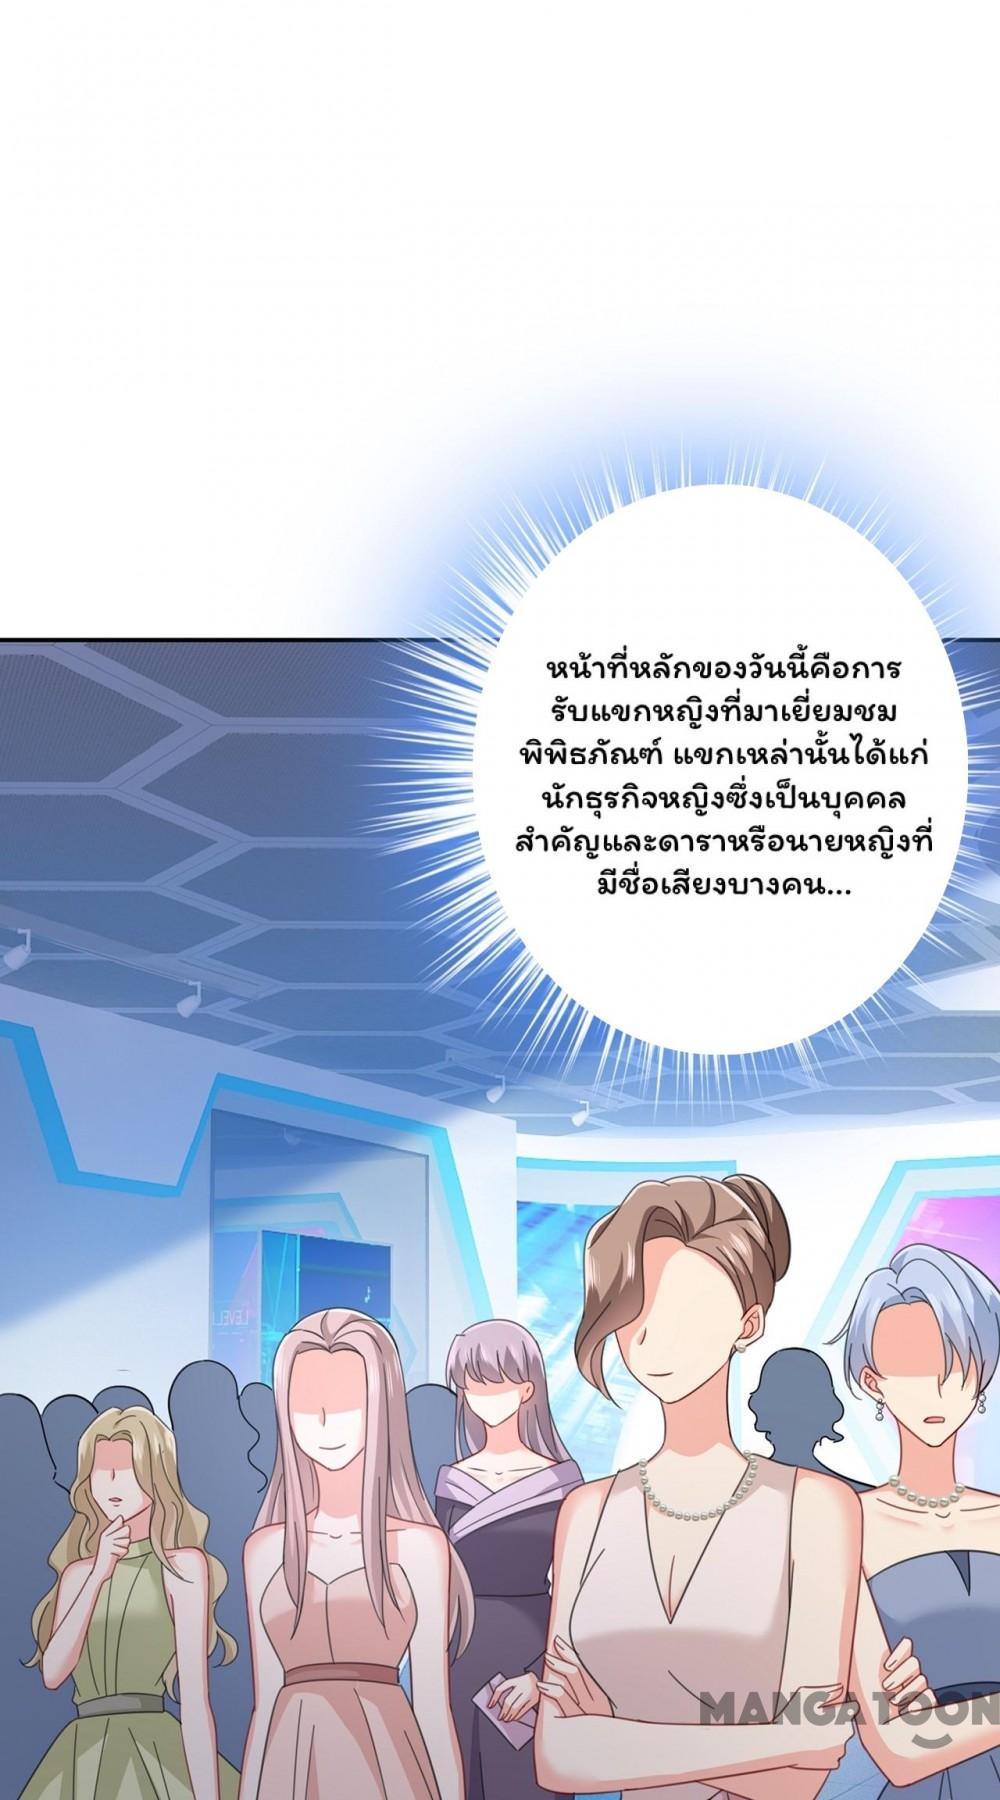 หน้าที่หลักของวันนี้คือการ
รับแขกหญิงที่มาเยี่ยมชม
พิพิธภัณฑ์ แขกเหล่านั้นได้แก่
นักธุรกิจหญิงซึ่งเป็นบุคคล
สำคัญและดาราหรือนายหญิงที่
มีชื่อเสียงบางคน...
LEVEL
MANGATOON